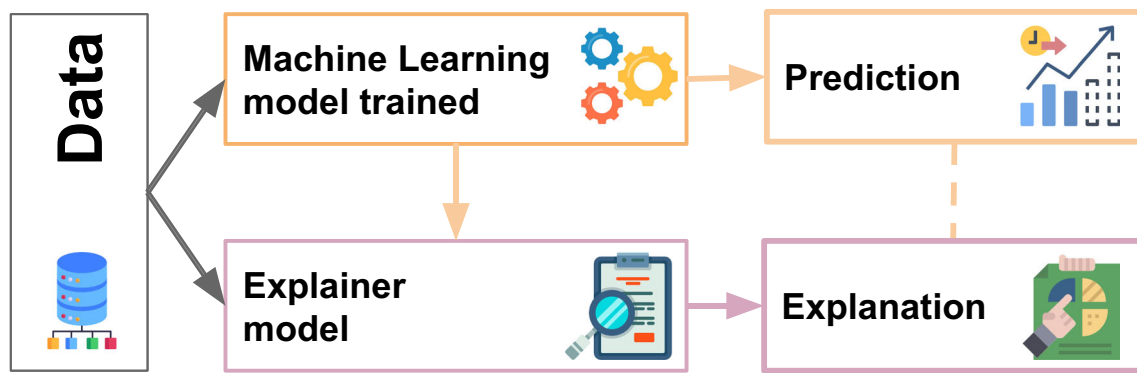 Data
Machine Learning
model trained
Prediction
Explainer
model
Explanation